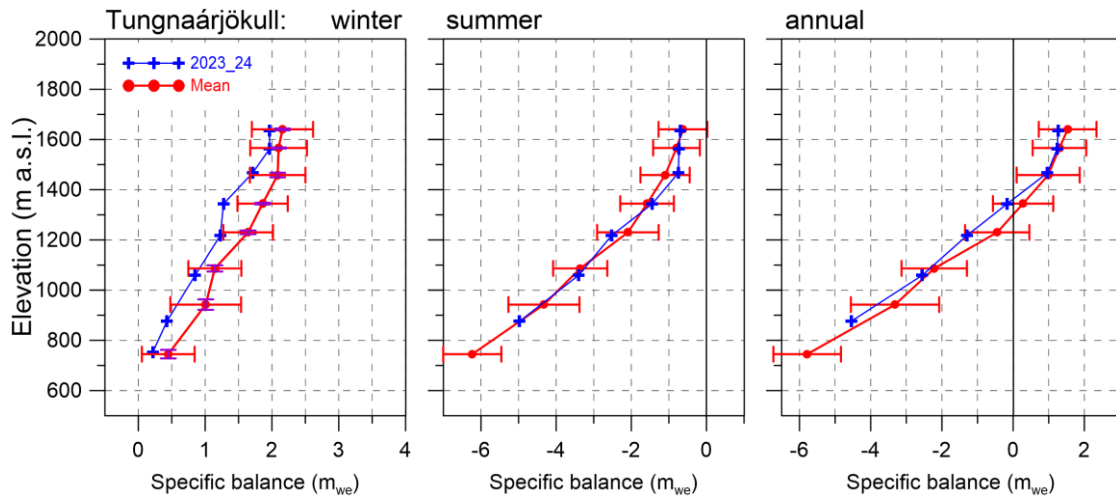 Tungnaárjökull: winter
summer
annual
2023_24
Mean
Elevation (m a.s.l.)
2000
1800
1600
1400
1200
1000
800
600
0 1 2 3 4
-6 -4 -2 0
-6 -4 -2 0 2
Specific balance (mwe)
Specific balance (mwe)
Specific balance (mwe)